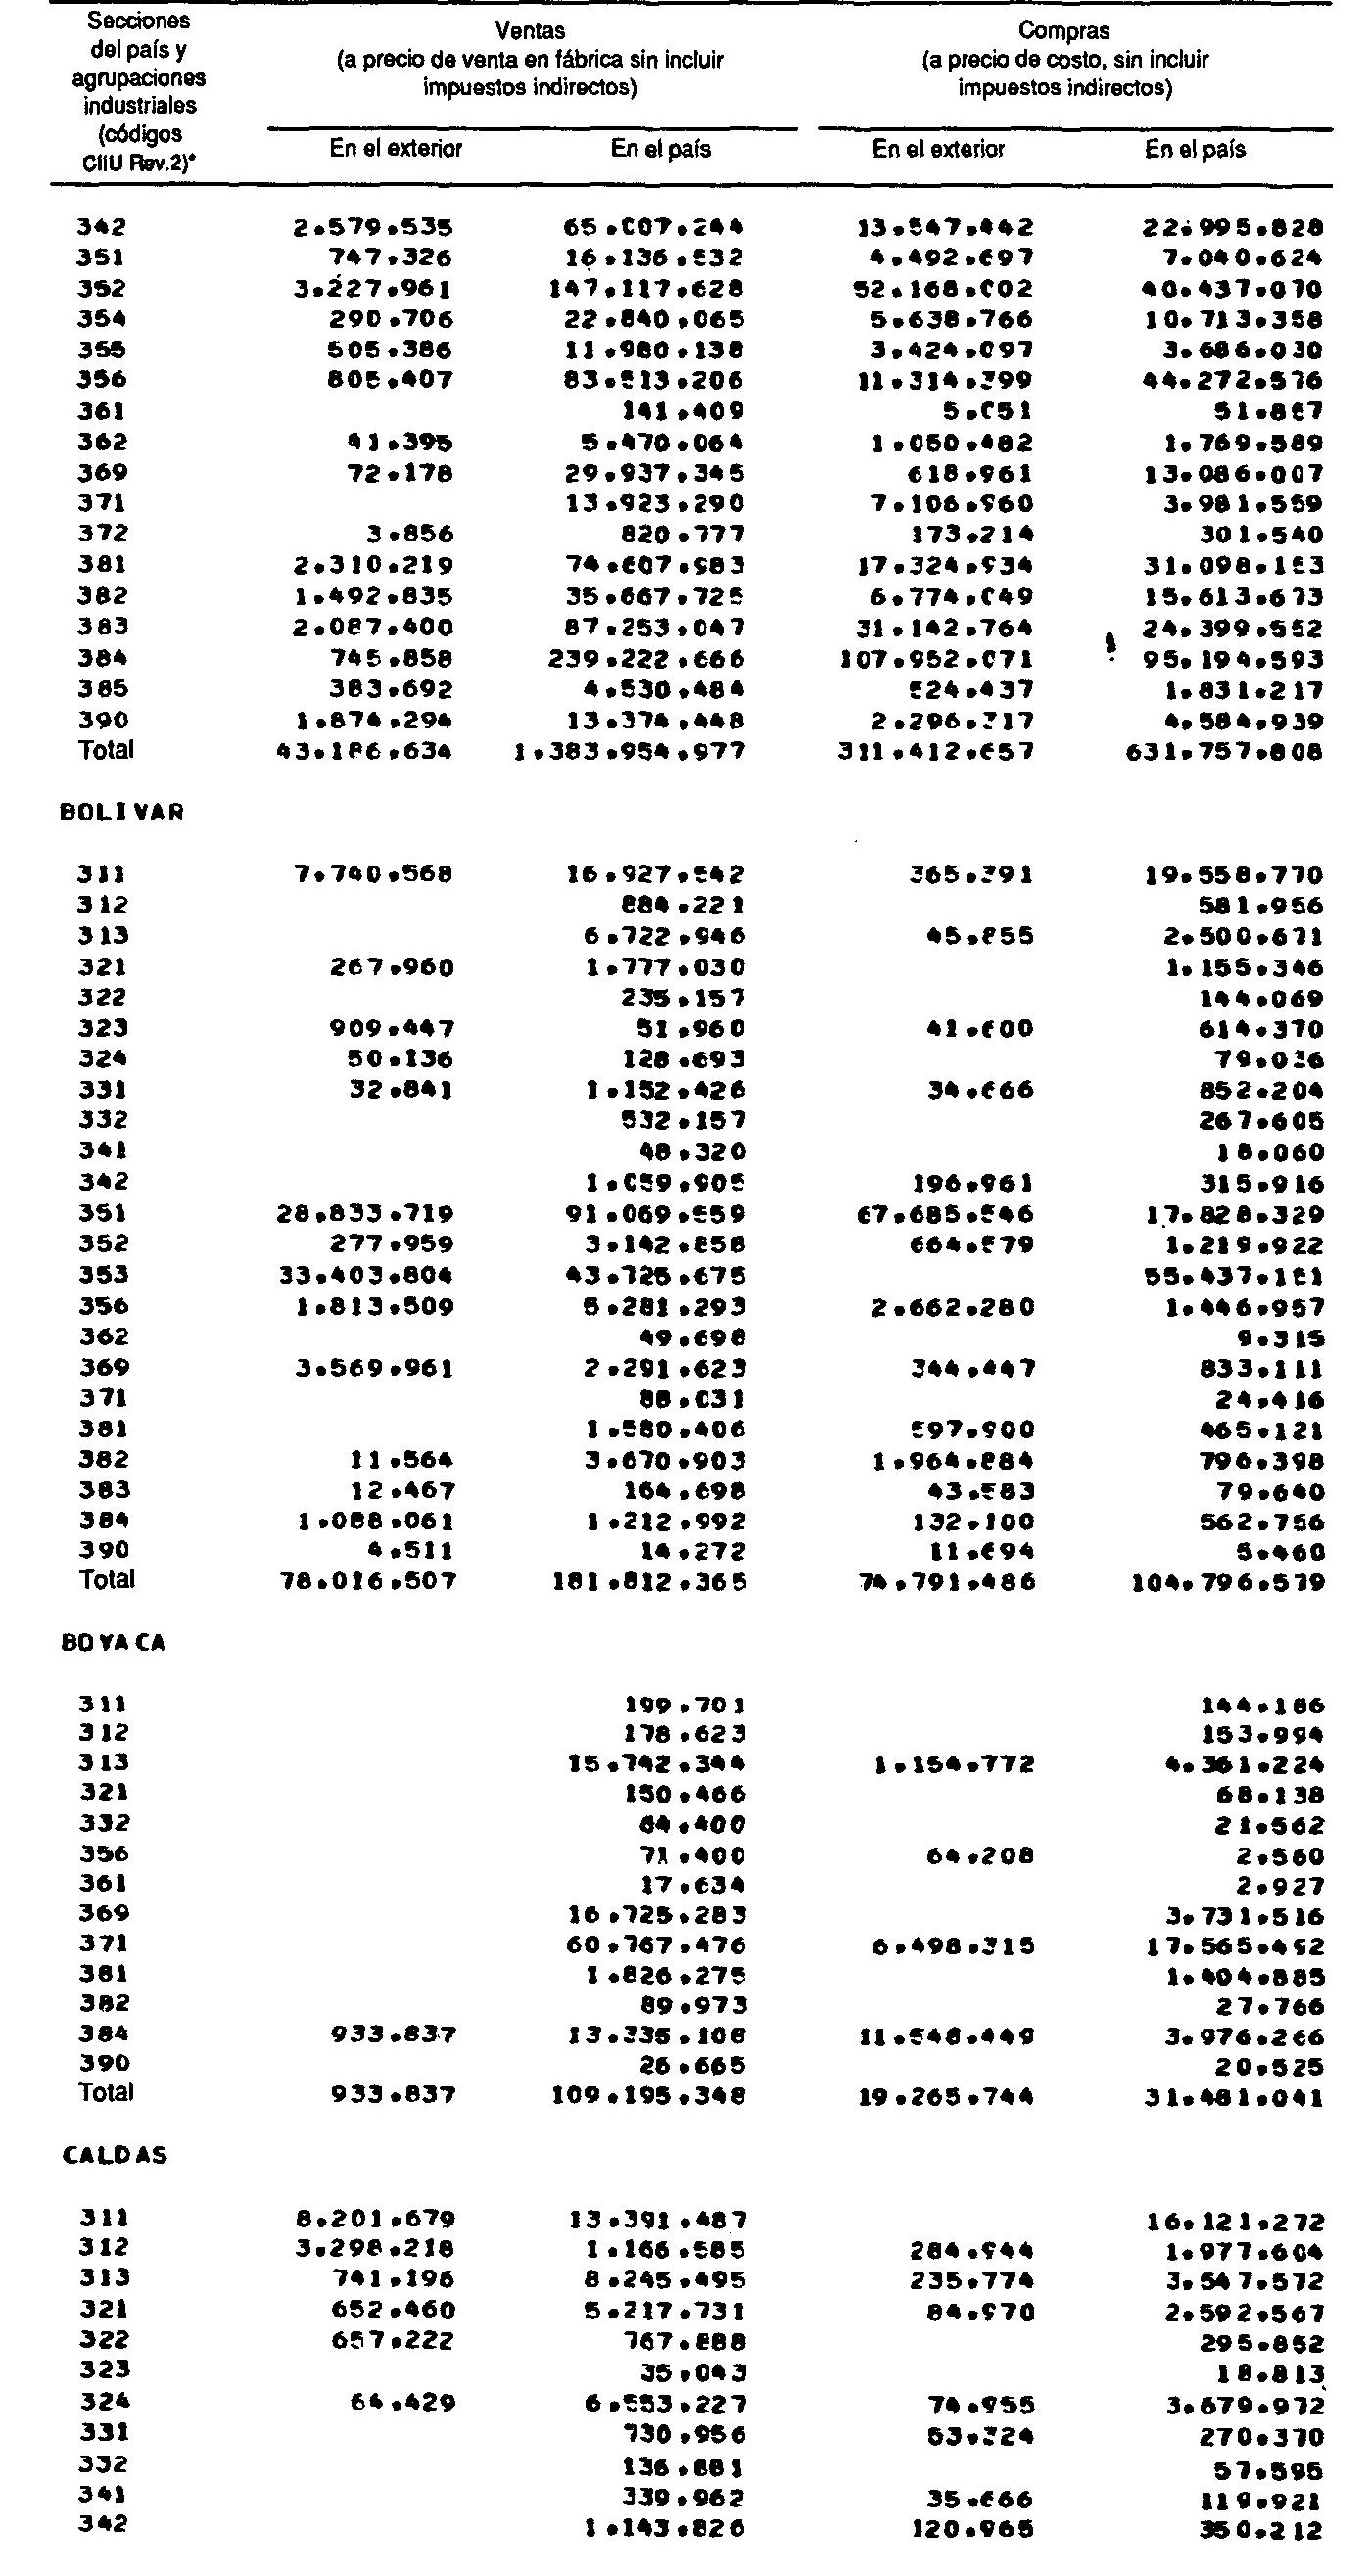 Secciones
del país y
agrupaciones
industriales
(códigos
CIIU Rev.2)*
Ventas
(a precio de venta en fábrica sin incluir
impuestos indirectos)
Compras
(a precio de costo, sin incluir
impuestos indirectos)
En el exterior En el país En el exterior En el país
342 2.579.535 65.007.244 13.547.442 22.995.828
351 747.326 16.136.532 4.492.697 7.040.624
352 3.227.961 147.117.628 52.168.002 40.437.070
354 290.706 22.840.065 5.638.766 10.713.358
355 505.386 11.980.138 3.424.097 3.686.030
356 805.407 83.513.206 11.314.399 44.272.576
361 141.409 5.051 51.887
362 41.395 5.470.064 1.050.482 1.769.589
369 72.178 29.937.345 618.961 13.086.007
371 13.923.290 7.106.960 3.981.559
372 3.856 820.777 173.214 301.540
381 2.310.219 74.607.983 17.324.934 31.098.153
382 1.492.835 35.667.725 6.774.049 15.613.673
383 2.087.400 87.253.047 31.142.764 24.399.552
384 745.858 239.222.666 107.952.071 95.194.593
385 383.692 4.530.484 524.437 1.831.217
390 1.874.294 13.374.448 2.296.317 4.584.939
Total 43.186.634 1.383.954.977 311.412.657 631.757.808
BOLIVAR
311 7.740.568 16.927.542 365.391 19.558.770
312 884.221 581.956
313 6.722.946 45.855 2.500.671
321 267.960 1.777.030 1.155.346
322 235.157 144.069
323 909.447 51.960 41.600 614.370
324 50.136 128.693 79.036
331 32.841 1.152.426 34.666 852.204
332 532.157 267.605
341 48.320 18.060
342 1.059.905 196.961 315.916
351 28.833.719 91.069.559 67.685.546 17.828.329
352 277.959 3.142.858 664.579 1.219.922
353 33.403.804 43.725.675 55.437.181
356 1.813.509 5.281.293 2.662.280 1.446.957
362 49.698 9.315
369 3.569.961 2.291.623 344.447 833.111
371 88.031 24.416
381 1.580.406 597.900 465.121
382 11.564 3.670.903 1.964.884 796.398
383 12.467 164.698 43.583 79.640
384 1.088.061 1.212.992 132.100 562.756
390 4.511 14.272 11.694 5.460
Total 78.016.507 181.812.365 74.791.486 104.796.579
BOYACA
311 199.701 144.186
312 178.623 153.994
313 15.742.344 1.154.772 4.361.224
321 150.466 68.138
332 64.400 21.562
356 71.400 64.208 2.560
361 17.634 2.927
369 16.725.283 3.731.516
371 60.767.476 6.498.315 17.565.492
381 1.826.275 1.404.885
382 89.973 27.766
384 933.837 13.335.108 11.548.449 3.976.266
390 26.665 20.525
Total 933.837 109.195.348 19.265.744 31.481.041
CALDAS
311 8.201.679 13.391.487 16.121.272
312 3.298.218 1.166.585 284.944 1.977.604
313 741.196 8.245.495 235.774 3.547.572
321 652.460 5.217.731 84.970 2.592.567
322 657.222 767.888 295.852
323 35.043 18.813
324 64.429 6.553.227 74.955 3.679.972
331 730.956 53.324 270.370
332 136.881 57.595
341 339.962 35.666 119.921
342 1.143.826 120.965 350.212